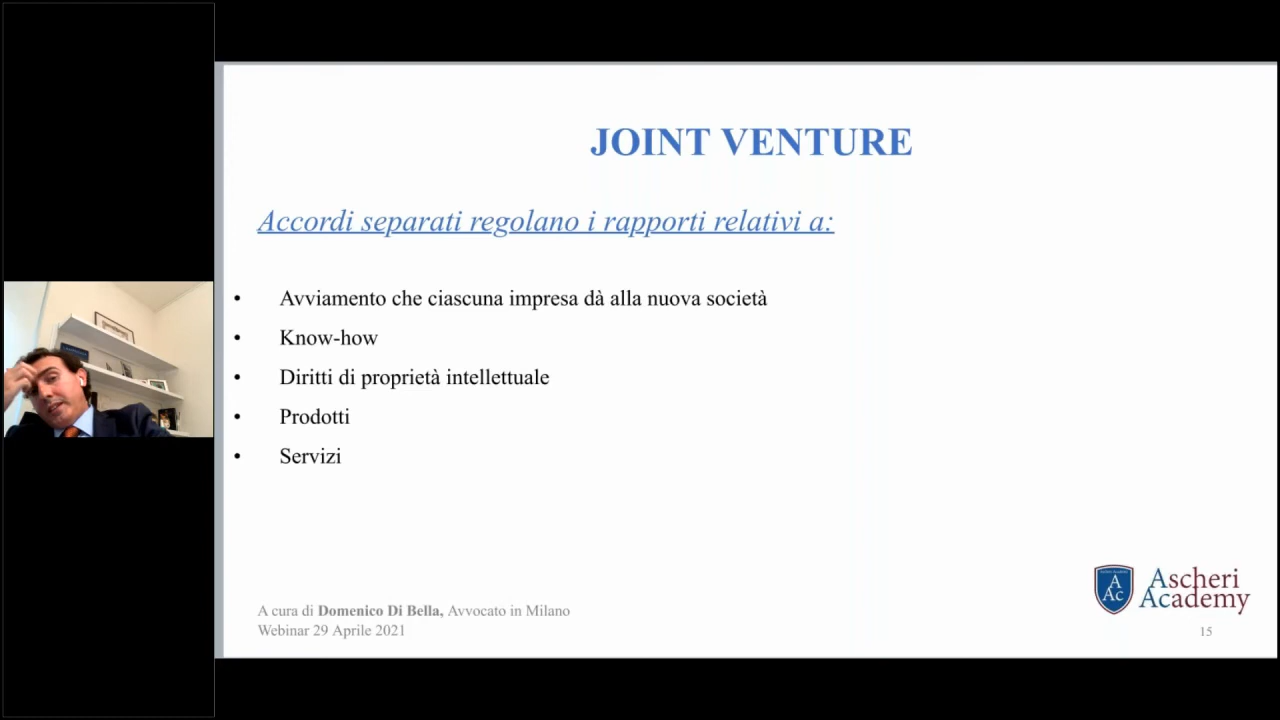 JOINT VENTURE
Accordi separati regolano i rapporti relativi a:
• Avviamento che ciascuna impresa dà alla nuova società
• Know-how
• Diritti di proprietà intellettuale
• Prodotti
• Servizi
A cura di Domenico Di Bella, Avvocato in Milano
Webinar 29 Aprile 2021
A
Ac
Ascheri
Academy
15